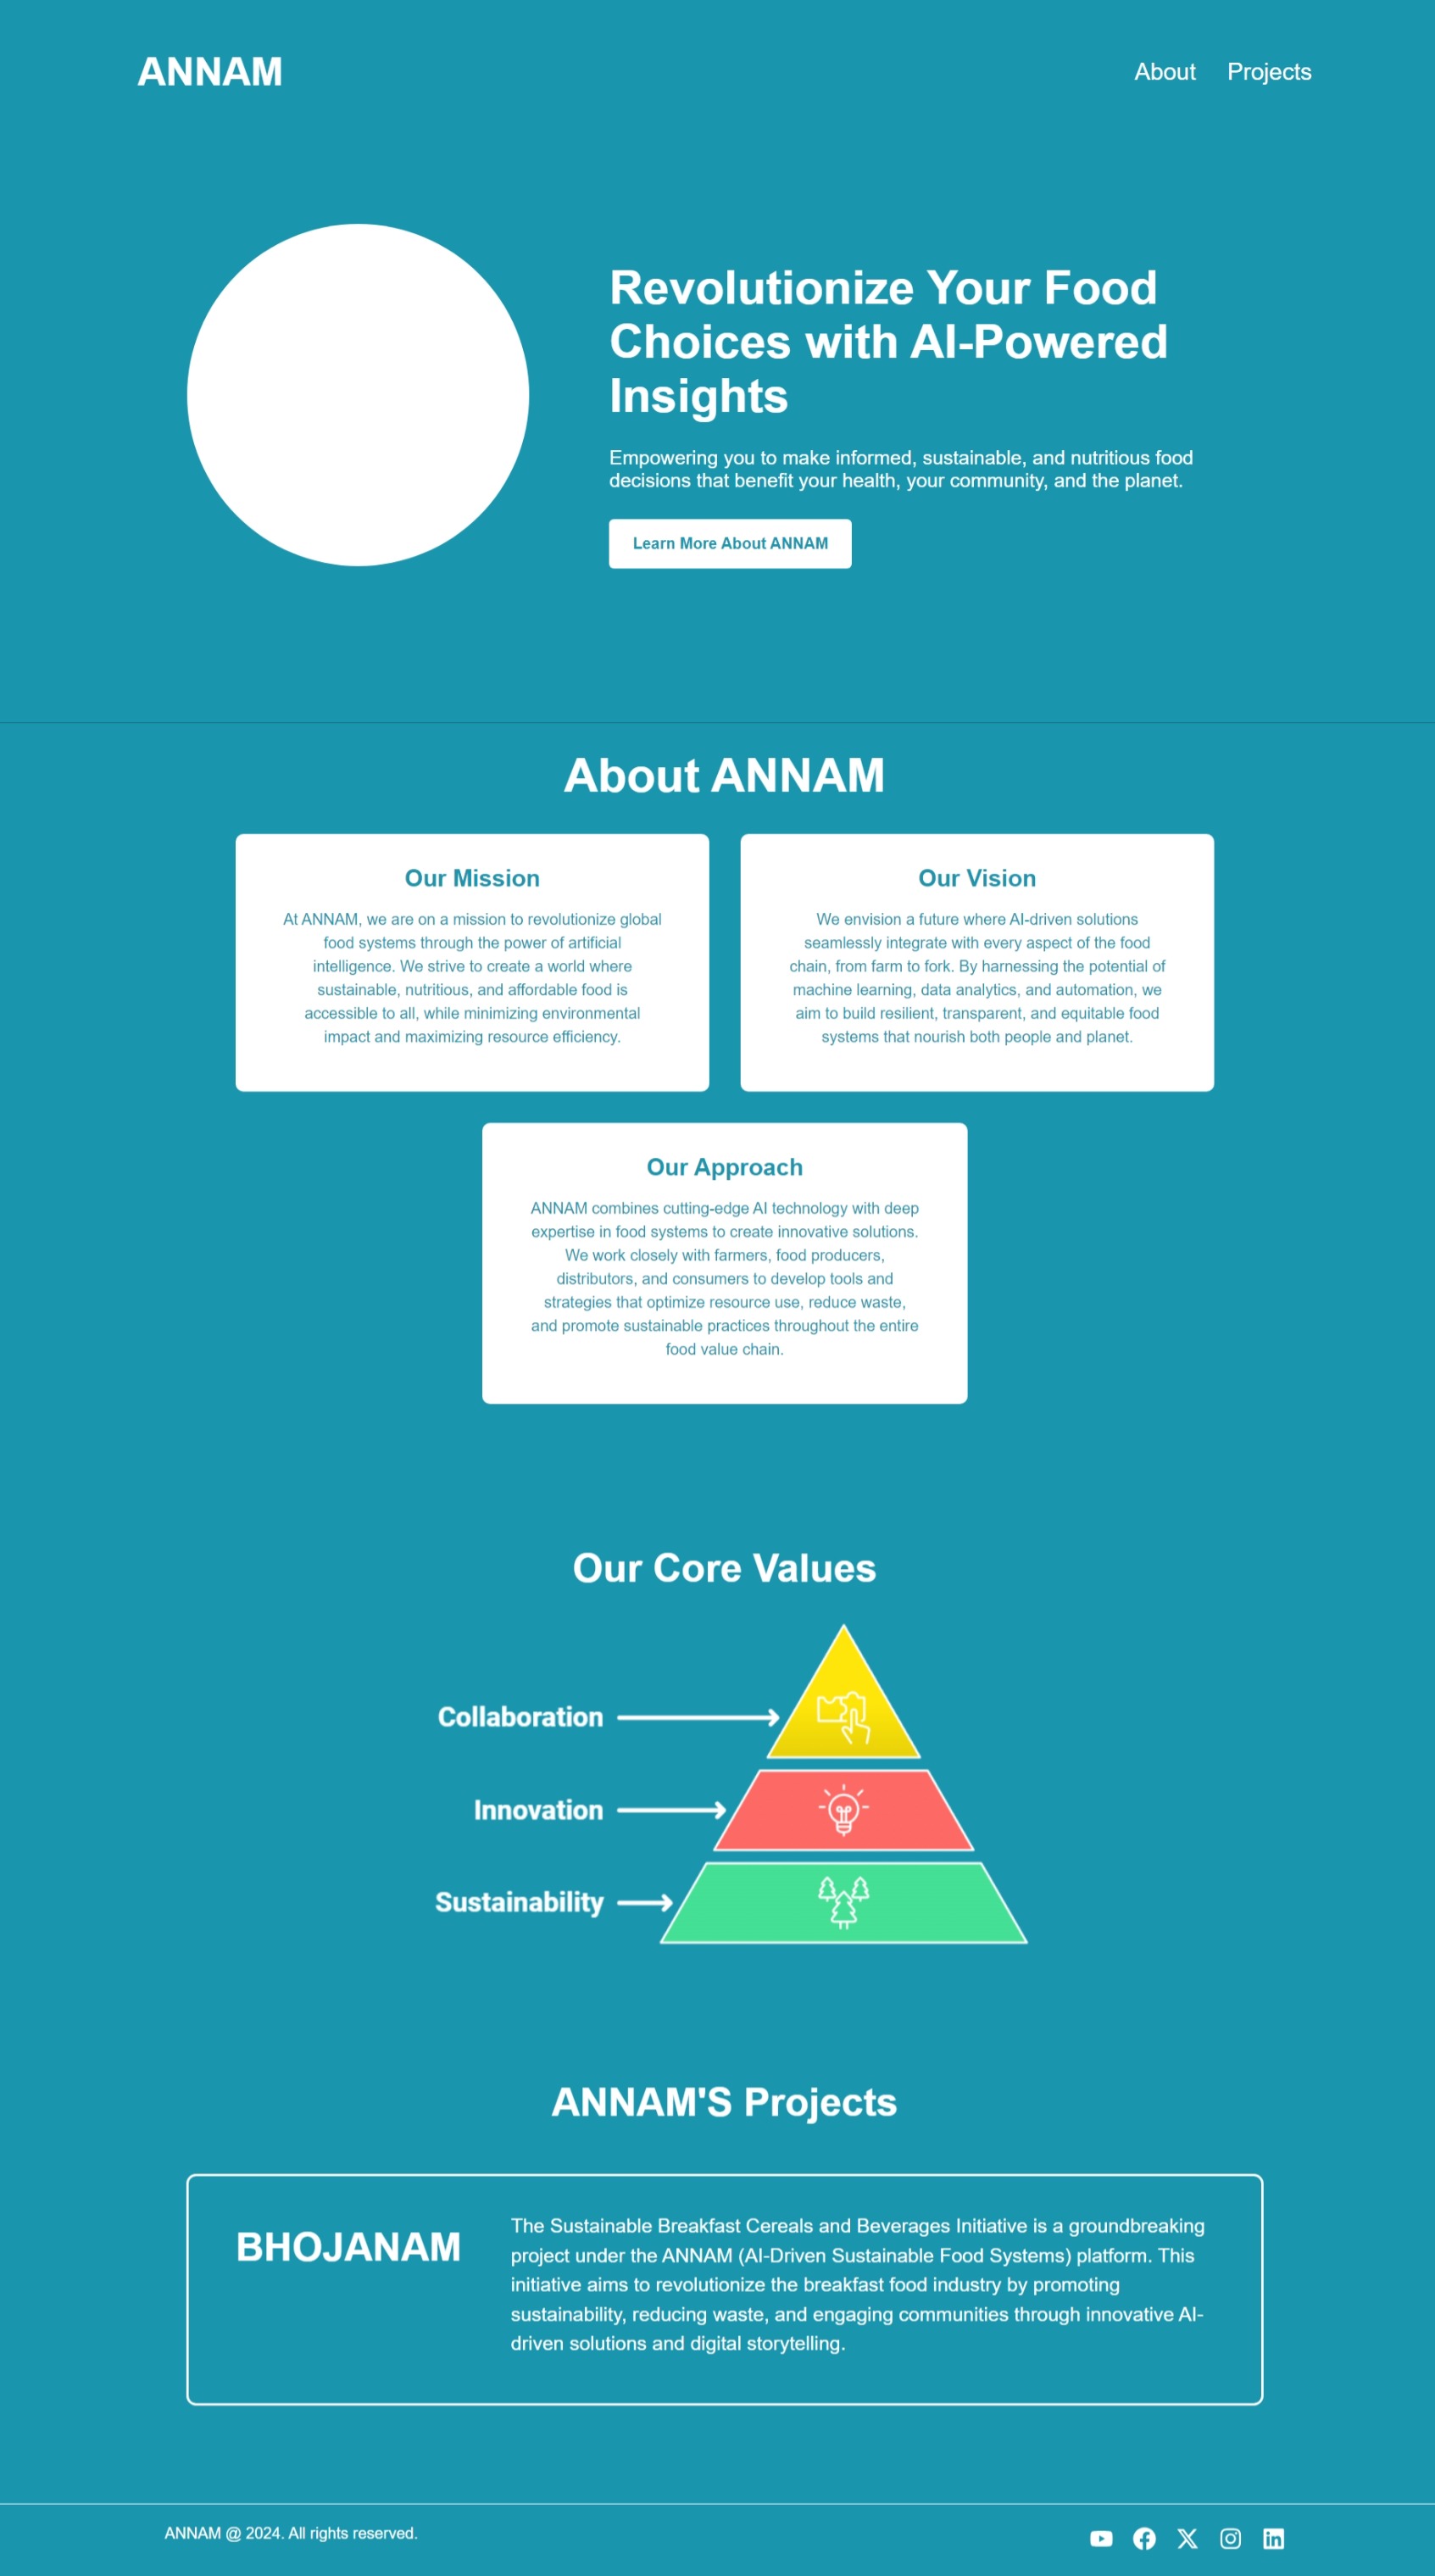 ANNAM
About Projects
Revolutionize Your Food
Choices with AI-Powered
Insights
Empowering you to make informed, sustainable, and nutritious food
decisions that benefit your health, your community, and the planet.
Learn More About ANNAM
About ANNAM
Our Mission
At ANNAM, we are on a mission to revolutionize global
food systems through the power of artificial
intelligence. We strive to create a world where
sustainable, nutritious, and affordable food is
accessible to all, while minimizing environmental
impact and maximizing resource efficiency.
Our Vision
We envision a future where AI-driven solutions
seamlessly integrate with every aspect of the food
chain, from farm to fork. By harnessing the potential of
machine learning, data analytics, and automation, we
aim to build resilient, transparent, and equitable food
systems that nourish both people and planet.
Our Approach
ANNAM combines cutting-edge AI technology with deep
expertise in food systems to create innovative solutions.
We work closely with farmers, food producers,
distributors, and consumers to develop tools and
strategies that optimize resource use, reduce waste,
and promote sustainable practices throughout the entire
food value chain.
Our Core Values
Collaboration
Innovation
Sustainability
ANNAM'S Projects
BHOJANAM
The Sustainable Breakfast Cereals and Beverages Initiative is a groundbreaking
project under the ANNAM (AI-Driven Sustainable Food Systems) platform. This
initiative aims to revolutionize the breakfast food industry by promoting
sustainability, reducing waste, and engaging communities through innovative AI-
driven solutions and digital storytelling.
ANNAM @ 2024. All rights reserved.